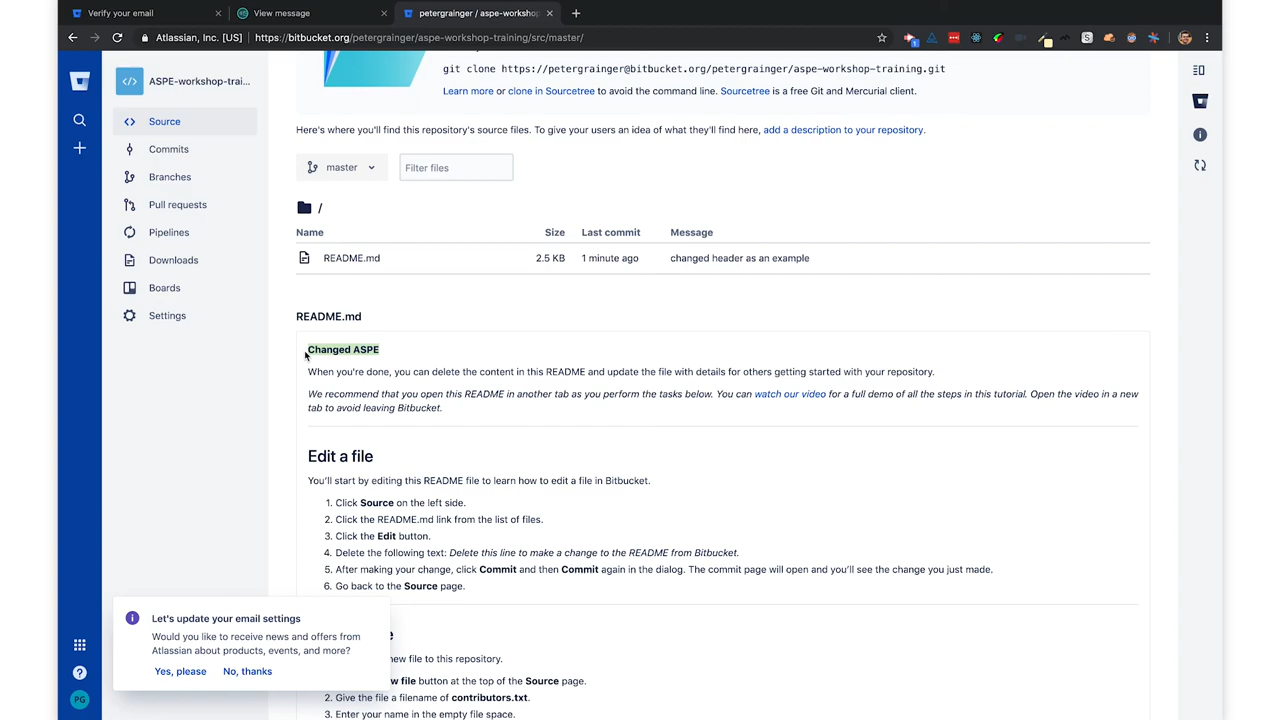 Verify your email
View message
petergrainger / aspe-workshop
Atlassian, Inc. [US]
https://bitbucket.org/petergrainger/aspe-workshop-training/src/master/
ASPE-workshop-trai...
Source
Commits
Branches
Pull requests
Pipelines
Downloads
Boards
Settings
git clone https://petergrainger@bitbucket.org/petergrainger/aspe-workshop-training.git
Learn more or clone in Sourcetree to avoid the command line. Sourcetree is a free Git and Mercurial client.
Here's where you'll find this repository's source files. To give your users an idea of what they'll find here, add a description to your repository.
master
Filter files
/
Name Size Last commit Message
README.md 2.5 KB 1 minute ago changed header as an example
README.md
Changed ASPE
When you're done, you can delete the content in this README and update the file with details for others getting started with your repository.
We recommend that you open this README in another tab as you perform the tasks below. You can watch our video for a full demo of all the steps in this tutorial. Open the video in a new
tab to avoid leaving Bitbucket.
Edit a file
You'll start by editing this README file to learn how to edit a file in Bitbucket.
1. Click Source on the left side.
2. Click the README.md link from the list of files.
3. Click the Edit button.
4. Delete the following text: Delete this line to make a change to the README from Bitbucket.
5. After making your change, click Commit and then Commit again in the dialog. The commit page will open and you'll see the change you just made.
6. Go back to the Source page.
e
new file to this repository.
w file button at the top of the Source page.
2. Give the file a filename of contributors.txt.
3. Enter your name in the empty file space.
Let's update your email settings
Would you like to receive news and offers from
Atlassian about products, events, and more?
Yes, please No, thanks
PG